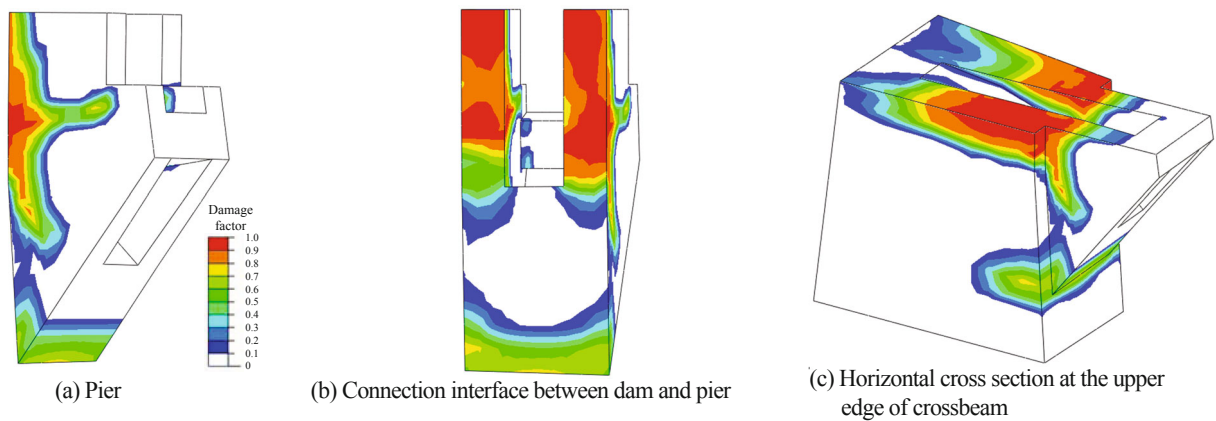 Damage
factor
1.0
0.9
0.8
0.7
0.6
0.5
0.4
0.3
0.2
0.1
0
(a) Pier
(b) Connection interface between dam and pier
(c) Horizontal cross section at the upper
edge of crossbeam